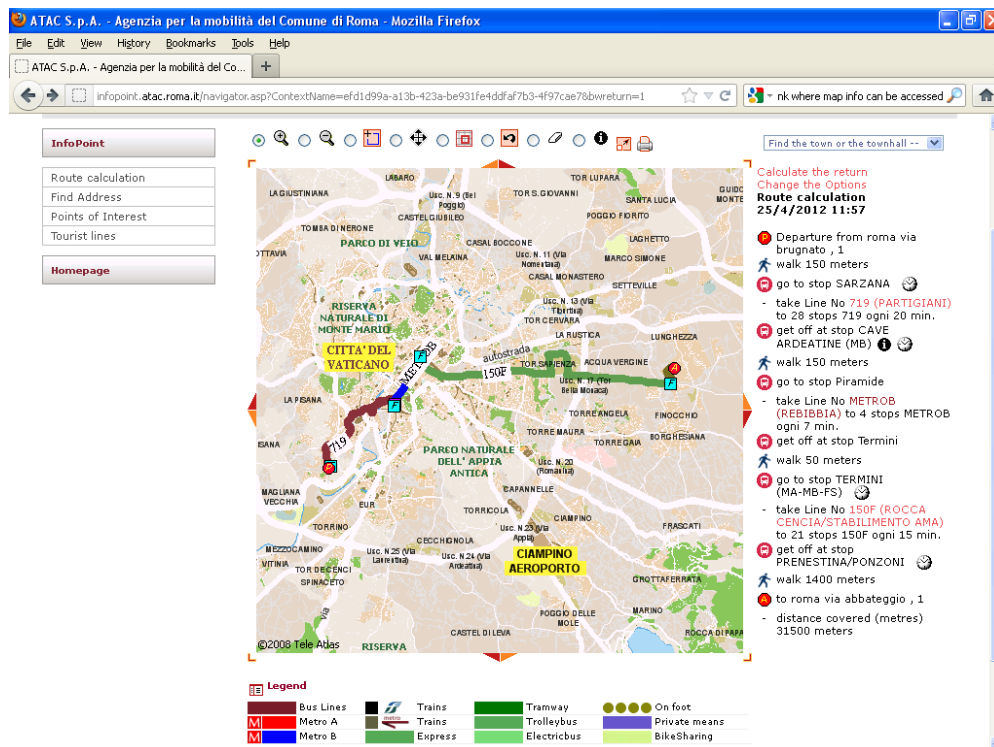 ATAC S.p.A. - Agenzia per la mobilità del Comune di Roma - Mozilla Firefox
File Edit View History Bookmarks Tools Help
ATAC S.p.A. - Agenzia per la mobilità del Co... +
infopoint.atac.roma.it/navigator.asp?ContextName=efd1d99a-a13b-423a-be931fe4ddfaf7b3-4f97cae7&bwreturn=1
nk where map info can be accessed
InfoPoint
Route calculation
Find Address
Points of Interest
Tourist lines
Homepage
Find the town or the townhall --
Calculate the return
Change the Options
Route calculation
25/4/2012 11:57
P Departure from roma via
brugnato , 1
walk 150 meters
go to stop SARZANA
- take Line No 719 (PARTIGIANI)
to 28 stops 719 ogni 20 min.
get off at stop CAVE
ARDEATINE (MB)
walk 150 meters
go to stop Piramide
- take Line No METROB
(REBIBBIA) to 4 stops METROB
ogni 7 min.
get off at stop Termini
walk 50 meters
go to stop TERMINI
(MA-MB-FS)
- take Line No 150F (ROCCA
CENCIA/STABILIMENTO AMA)
to 21 stops 150F ogni 15 min.
get off at stop
PRENESTINA/PONZONI
walk 1400 meters
A to roma via abbateggio , 1
- distance covered (metres)
31500 meters
LABARO
TOR LUPARA
LA GIUSTINIANA
Usc. N. 9 (Bel
Poggio)
TOR S.GIOVANNI
SANTA LUCIA
GUIDO
MONTE
CASTEL GIUBILEO
POGGIO FIORITO
TOMBA DI NERONE
PARCO DI VEIO
CASAL BOCCONE
LAGHETTO
OTTAVIA
VAL MELAINA
Usc. N. 11 (Via
Nomentana)
MARCO SIMONE
CASAL MONASTERO
SETTEVILLE
RISERVA
NATURALE DI
MONTE MARIO
Usc. N. 13 (Via
Tiburtina)
TOR CERVARA
LA RUSTICA
LUNGHEZZA
CITTA' DEL
VATICANO
F
METROB
autostrada
TOR SAPIENZA
ACQUA VERGINE
A
150F
Usc. N. 17 (Tor
Bella Monaca)
F
LA PISANA
F
TORRE ANGELA
FINOCCHIO
TORRE MAURA
TORRE GAIA
BORGHESIANA
ISANA
719
P
PARCO NATURALE
DELL' APPIA
ANTICA
Usc. N. 20
(Romanina)
MAGLIANA
VECCHIA
CAPANNELLE
EUR
TORRICOLA
CIAMPINO
TORRINO
Usc. N.23 (Via
Appia)
FRASCATI
CECCHIGNOLA
MEZZOCAMINO
Usc. N.25 (Via
Laurentina)
Usc. N.24 (Via
Ardeatina)
CIAMPINO
AEROPORTO
VITINIA
TOR DE CENCI
SPINACETO
GROTTAFERRATA
via
POGGIO DELLE
MOLE
MARINO
CASTEL DI LEVA
ROCCA DI PAPA
©2008 Tele Atlas
RISERVA
Legend
Bus Lines Trains Tramway On foot
M Metro A metro Trains Trolleybus Private means
M Metro B Express Electricbus BikeSharing